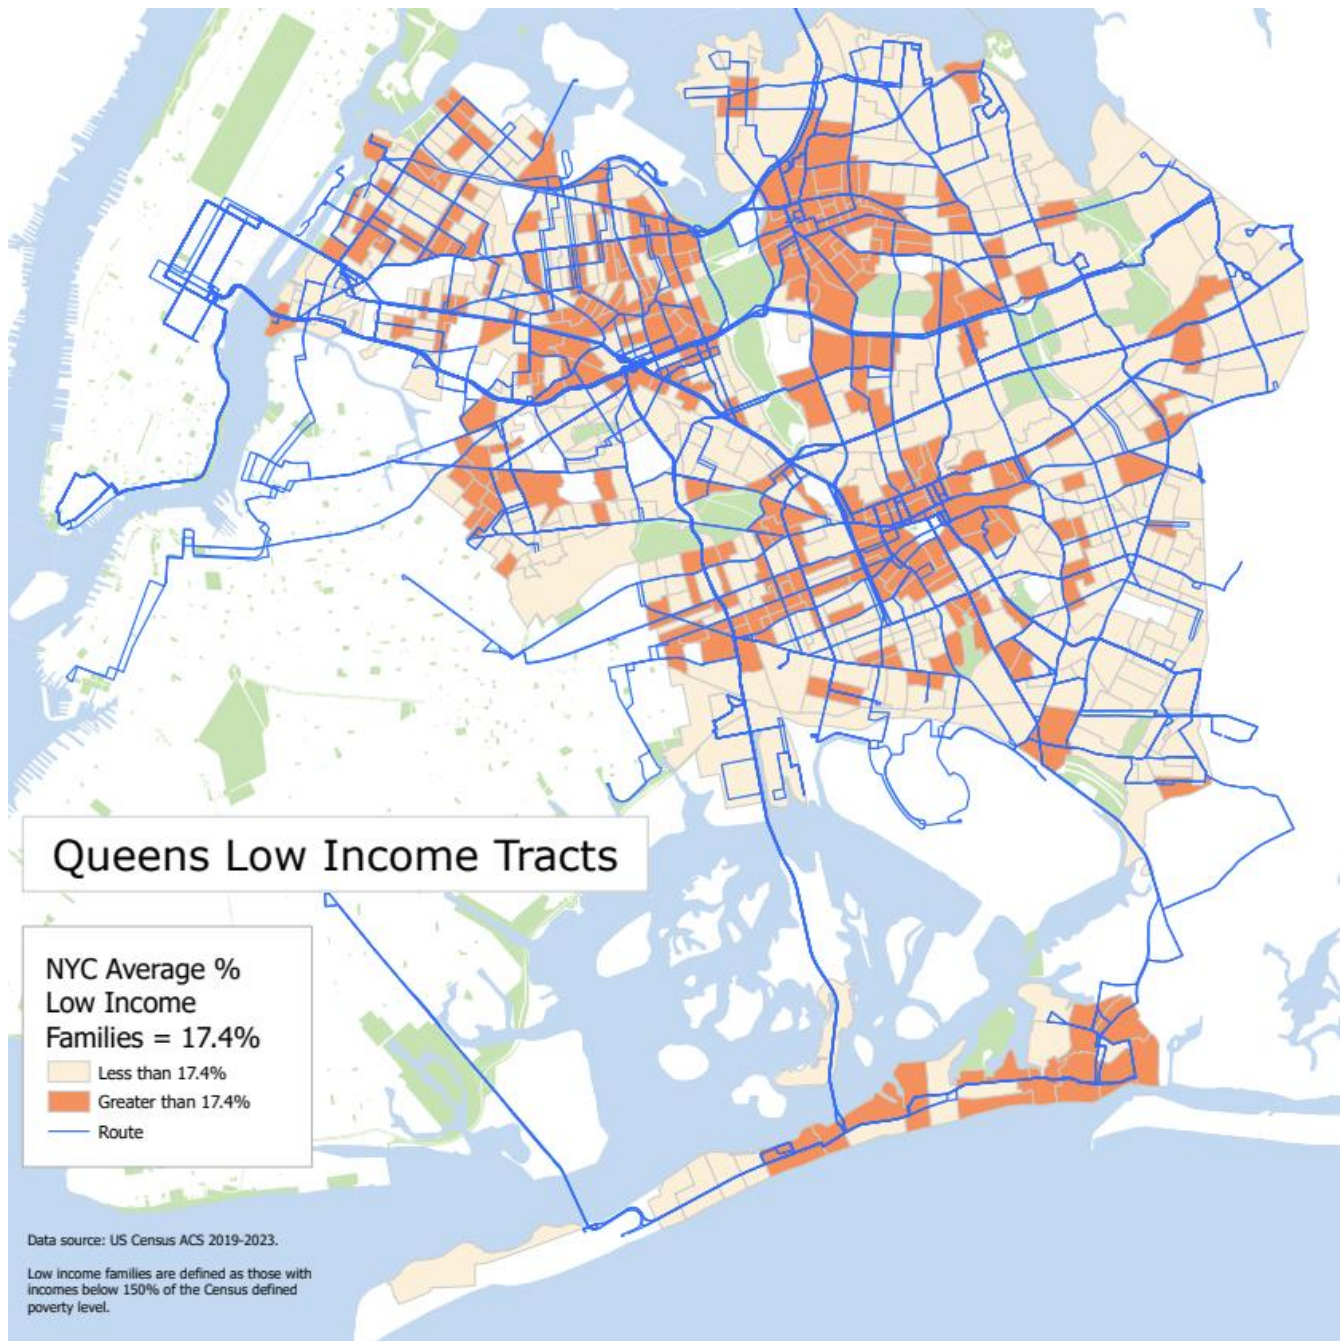 Queens Low Income Tracts
NYC Average %
Low Income
Families = 17.4%
Less than 17.4%
Greater than 17.4%
Route
Data source: US Census ACS 2019-2023.
Low income families are defined as those with
incomes below 150% of the Census defined
poverty level.